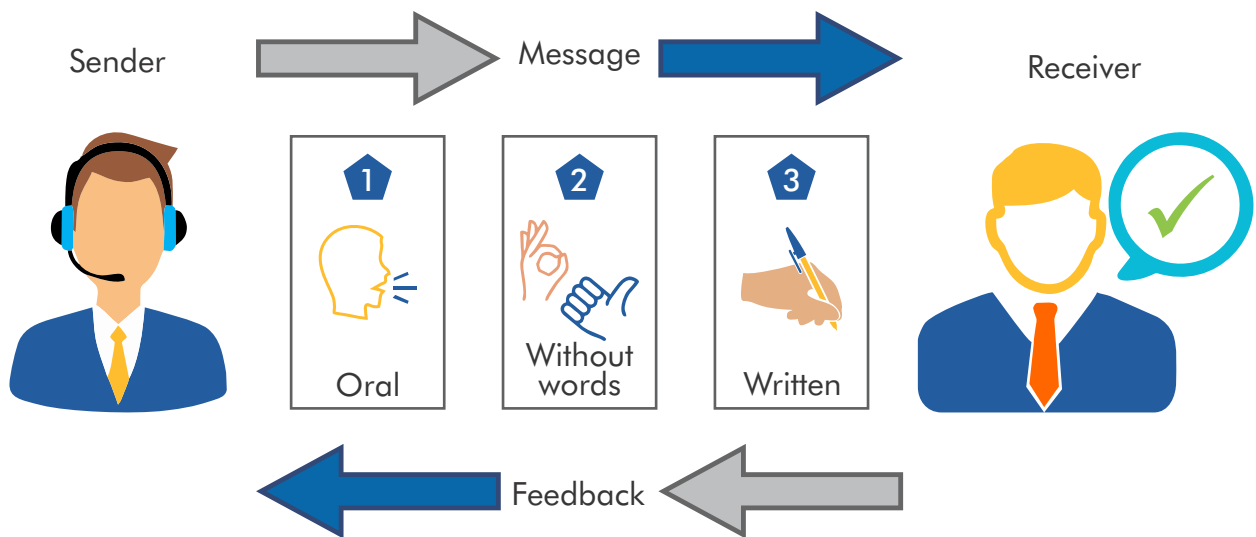 Sender
Message
Receiver
1
2
3
Oral
Without
words
Written
Feedback